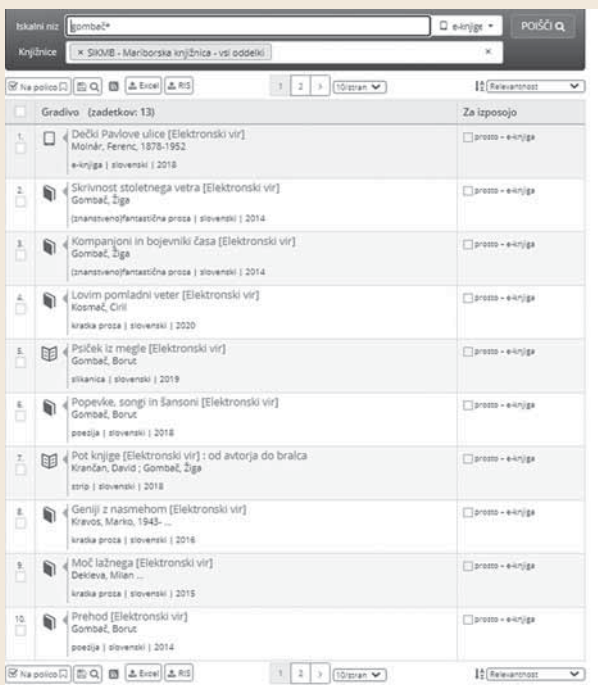 Iskalni niz gombač* e-knjige POIŠČI
Knjižnice × SIKMB - Mariborska knjižnica - vsi oddelki ×
Na polico Excel RIS 1 2 > 10/stran Relevantnost
Gradivo (zadetkov: 13) Za izposojo
1. Dečki Pavlove ulice [Elektronski vir] prosto - e-knjiga
Molnár, Ferenc, 1878-1952
e-knjiga | slovenski | 2018
2. Skrivnost stoletnega vetra [Elektronski vir] prosto - e-knjiga
Gombač, Žiga
(znanstveno)fantastična proza | slovenski | 2014
3. Kompanjoni in bojevniki časa [Elektronski vir] prosto - e-knjiga
Gombač, Žiga
(znanstveno)fantastična proza | slovenski | 2014
4. Lovim pomladni veter [Elektronski vir] prosto - e-knjiga
Kosmač, Ciril
kratka proza | slovenski | 2020
5. Psiček iz megle [Elektronski vir] prosto - e-knjiga
Gombač, Borut
slikanica | slovenski | 2019
6. Popevke, songi in šansoni [Elektronski vir] prosto - e-knjiga
Gombač, Borut
poezija | slovenski | 2018
7. Pot knjige [Elektronski vir] : od avtorja do bralca prosto - e-knjiga
Krančan, David ; Gombač, Žiga
strip | slovenski | 2018
8. Geniji z nasmehom [Elektronski vir] prosto - e-knjiga
Kravos, Marko, 1943- ...
kratka proza | slovenski | 2016
9. Moč lažnega [Elektronski vir] prosto - e-knjiga
Dekleva, Milan ...
kratka proza | slovenski | 2015
10. Prehod [Elektronski vir] prosto - e-knjiga
Gombač, Borut
poezija | slovenski | 2014
Na polico Excel RIS 1 2 > 10/stran Relevantnost